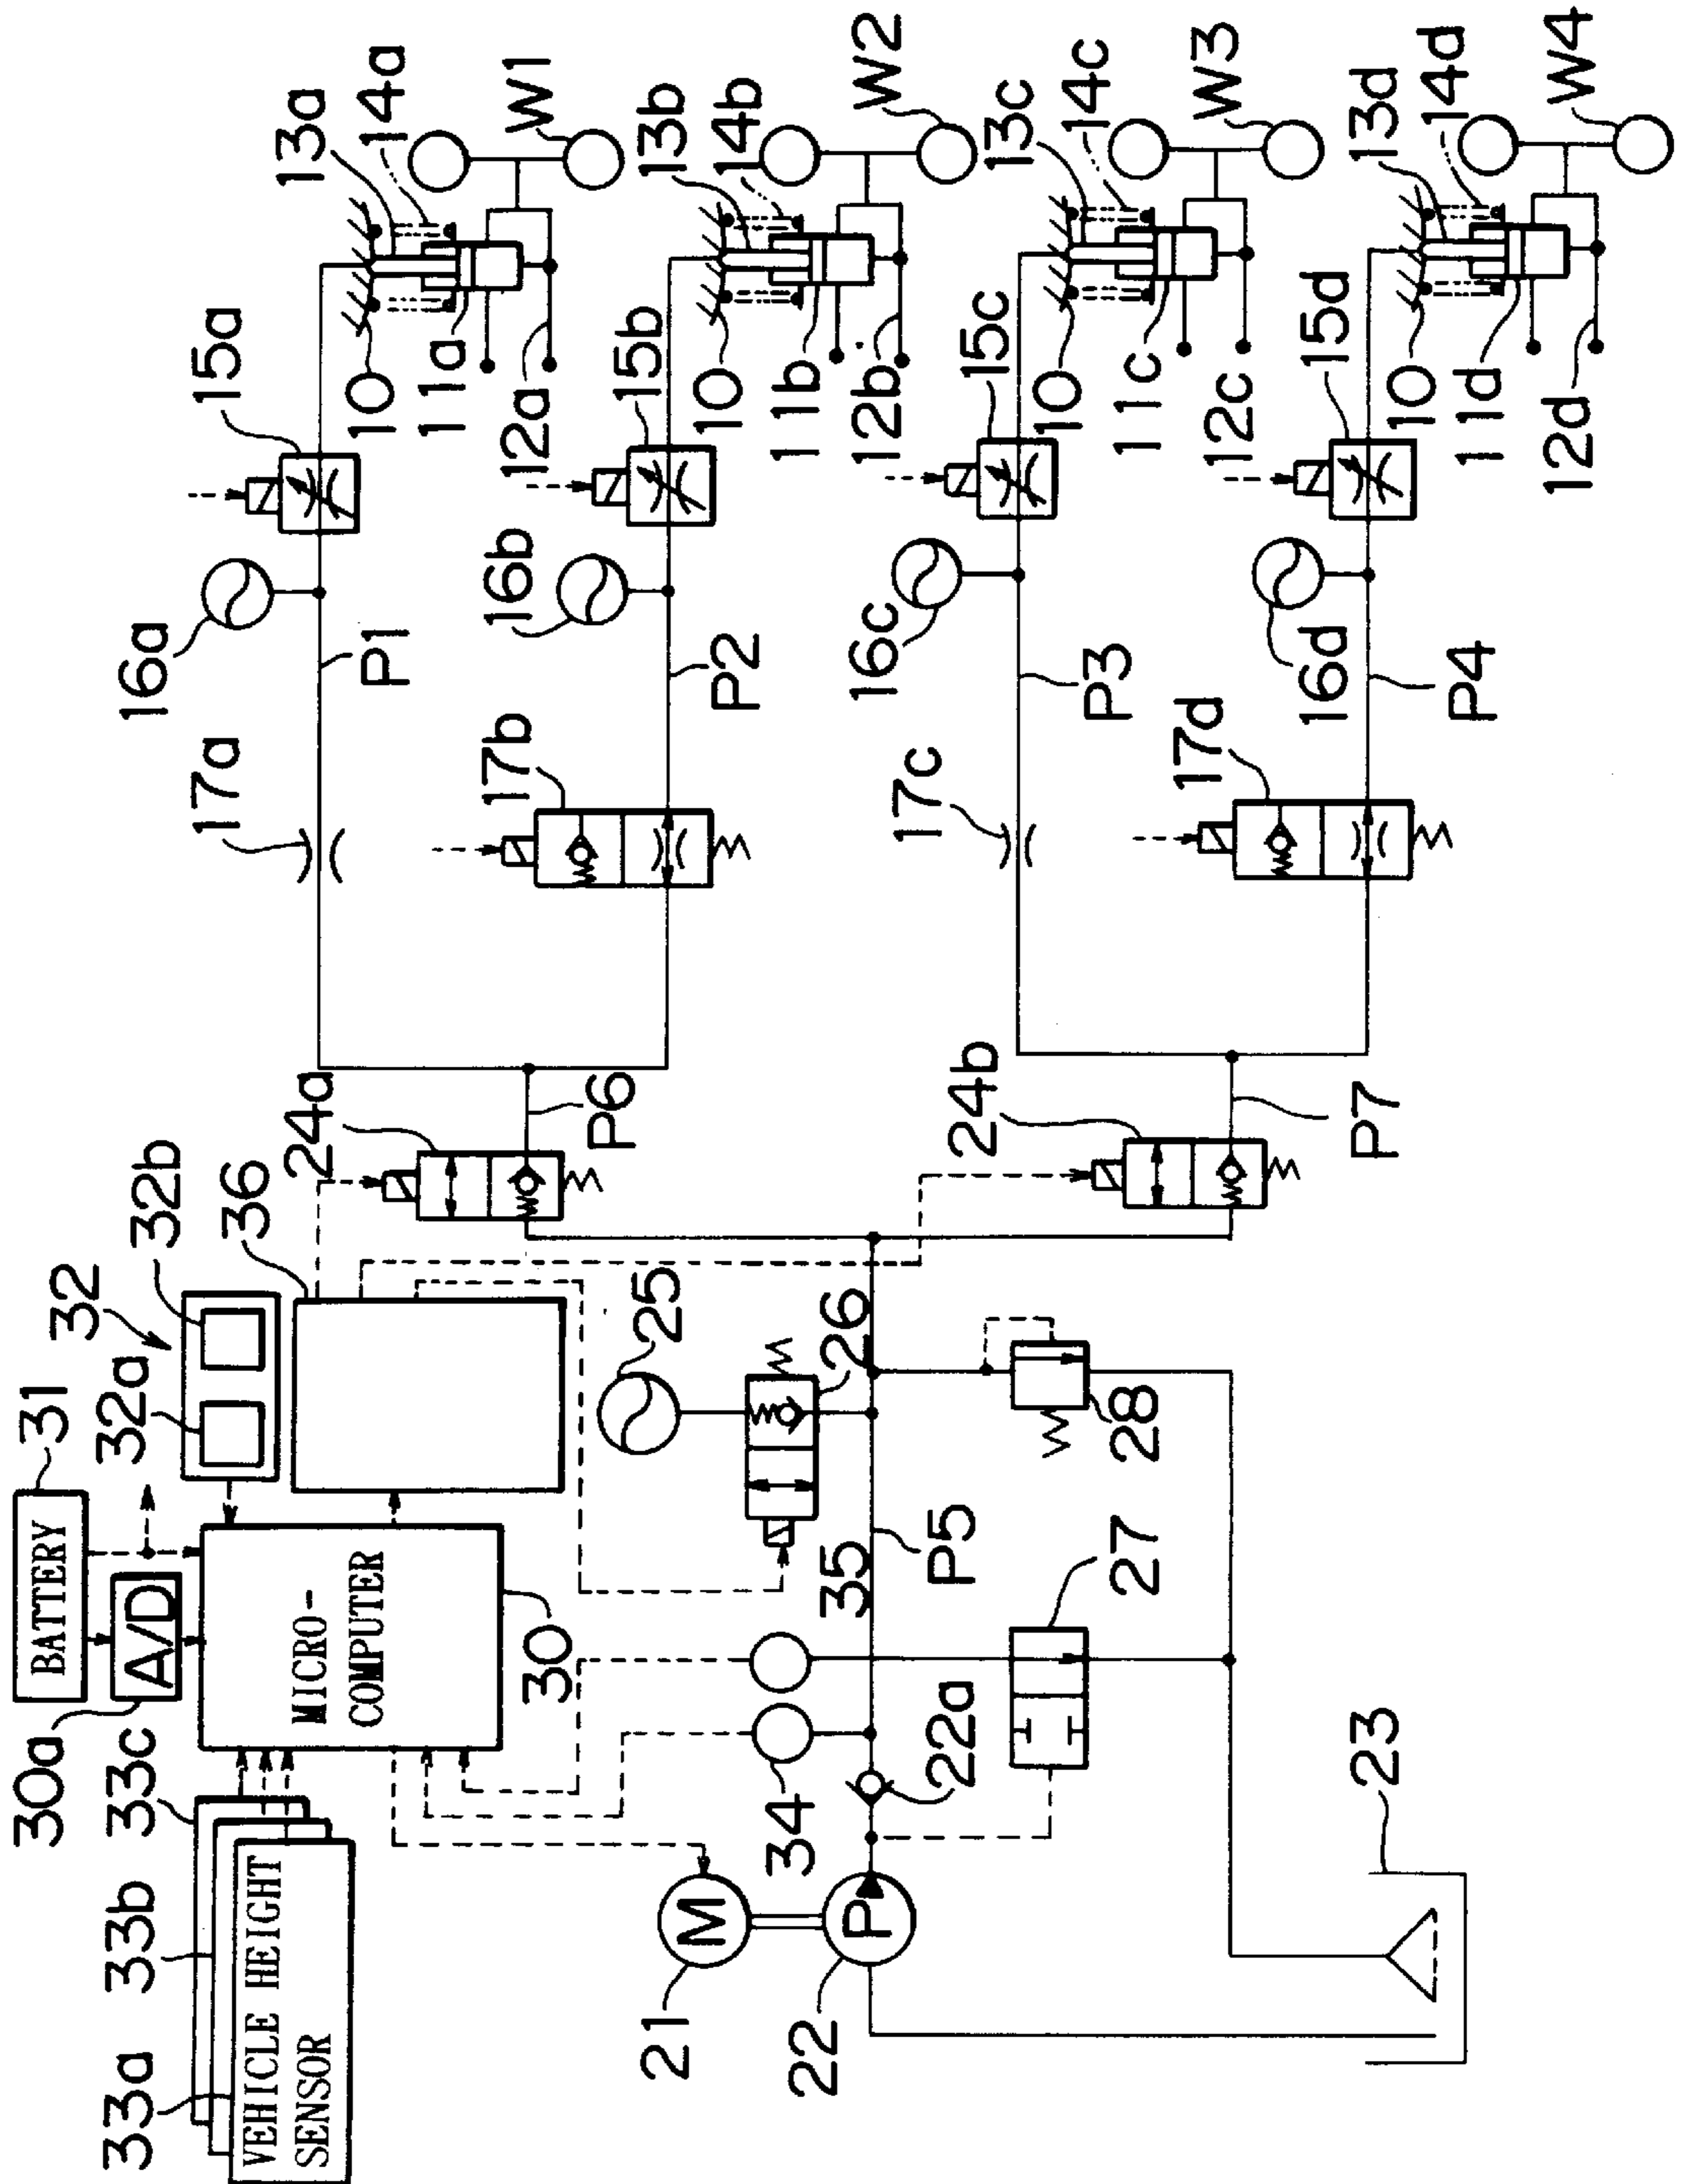 33a
33b
33c
30a
VEHICLE HEIGHT
SENSOR
BATTERY
31
A/D
MICRO-
COMPUTER
30
32a
32
32b
36
21
M
22
P
22a
23
34
35
P5
27
28
25
26
24a
P6
24b
P7
17a
P1
16a
15a
10
11a
12a
13a
14a
W1
17b
P2
16b
15b
10
11b
12b
13b
14b
W2
17c
P3
16c
15c
10
11c
12c
13c
14c
W3
17d
P4
16d
15d
10
11d
12d
13d
14d
W4